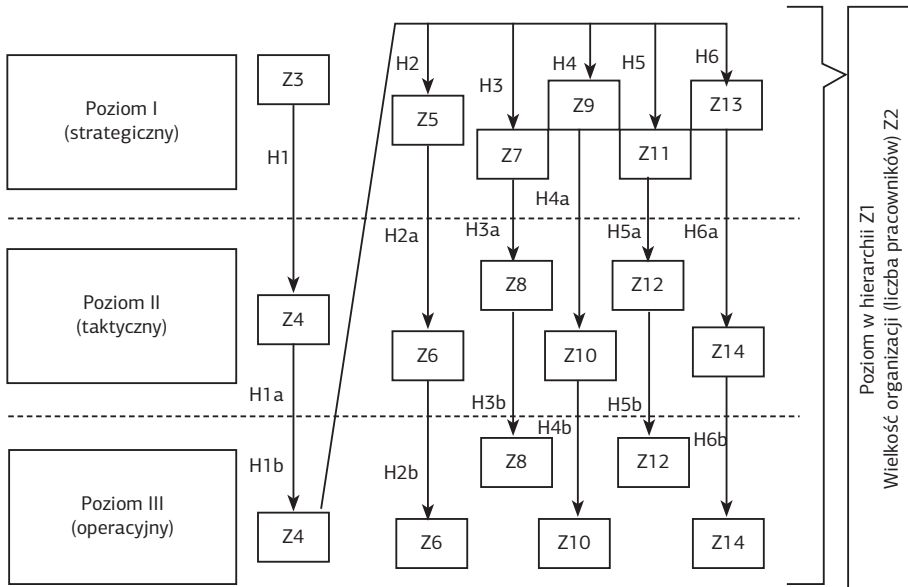 Poziom I
(strategiczny)
Z3
H1
H2
Z5
H3
Z7
H4
Z9
H5
Z11
H6
Z13
H2a
H3a
H4a
H5a
H6a
Poziom II
(taktyczny)
Z4
Z6
Z8
Z10
Z12
Z14
H1a
H3b
H4b
H5b
H6b
Poziom III
(operacyjny)
H1b
Z4
H2b
Z6
Z8
Z10
Z12
Z14
Poziom w hierarchii Z1
Wielkość organizacji (liczba pracowników) Z2